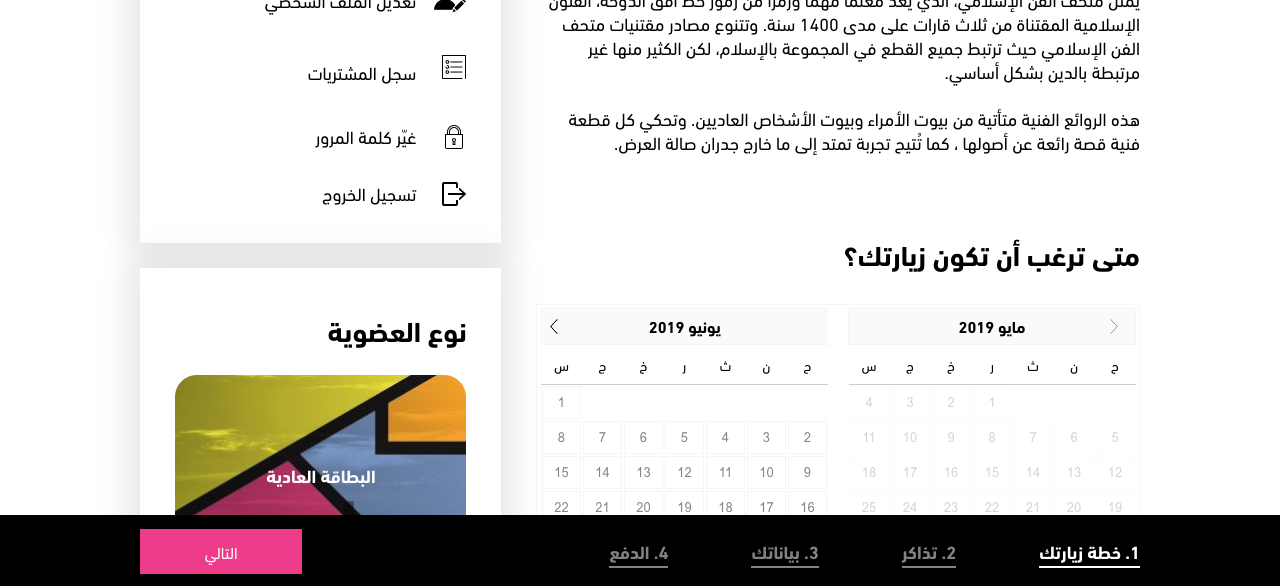 يمثل متحف الفن الإسلامي، الذي يُعد معلماً مهماً ورمزاً من رموز خط أفق الدوحة، الفنون
الإسلامية المقتناة من ثلاث قارات على مدى 1400 سنة. وتتنوع مصادر مقتنيات متحف
الفن الإسلامي حيث ترتبط جميع القطع في المجموعة بالإسلام، لكن الكثير منها غير
مرتبطة بالدين بشكل أساسي.
هذه الروائع الفنية متأتية من بيوت الأمراء وبيوت الأشخاص العاديين. وتحكي كل قطعة
فنية قصة رائعة عن أصولها ، كما تُتيح تجربة تمتد إلى ما خارج جدران صالة العرض.
متى ترغب أن تكون زيارتك؟
مايو 2019
ح ن ث ر خ ج س
1 2 3 4
5 6 7 8 9 10 11
12 13 14 15 16 17 18
19 20 21 22 23 24 25
يونيو 2019
ح ن ث ر خ ج س
1
2 3 4 5 6 7 8
9 10 11 12 13 14 15
16 17 18 19 20 21 22
تعديل الملف الشخصي
سجل المشتريات
غيّر كلمة المرور
تسجيل الخروج
نوع العضوية
البطاقة العادية
1. خطة زيارتك
2. تذاكر
3. بياناتك
4. الدفع
التالي